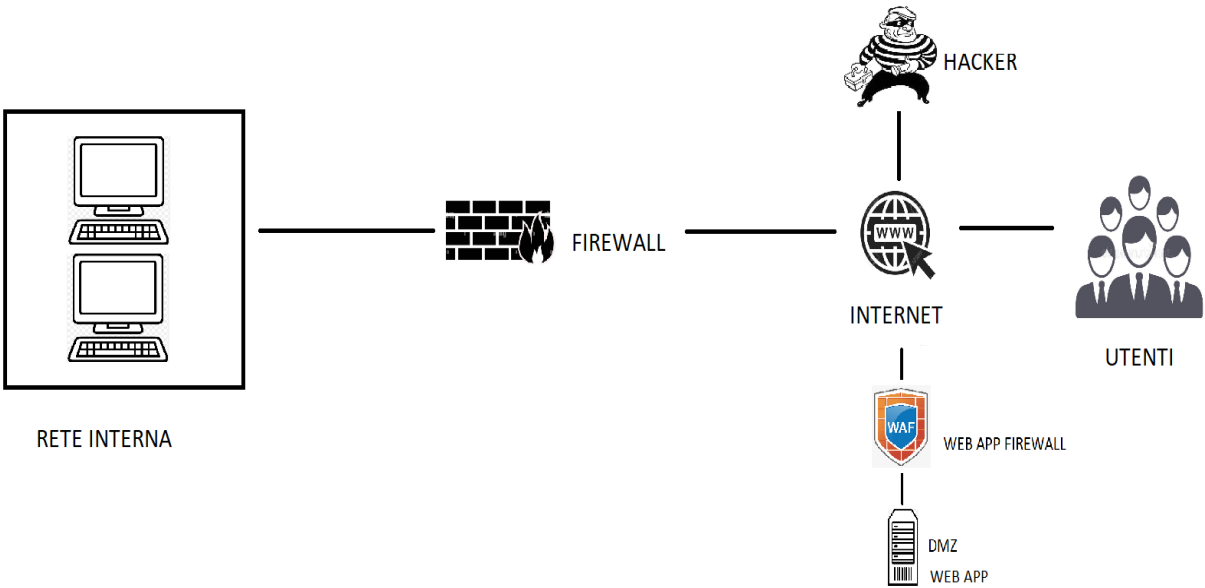 HACKER
WWW
FIREWALL
INTERNET
UTENTI
RETE INTERNA
WAF
WEB APP FIREWALL
DMZ
WEB APP